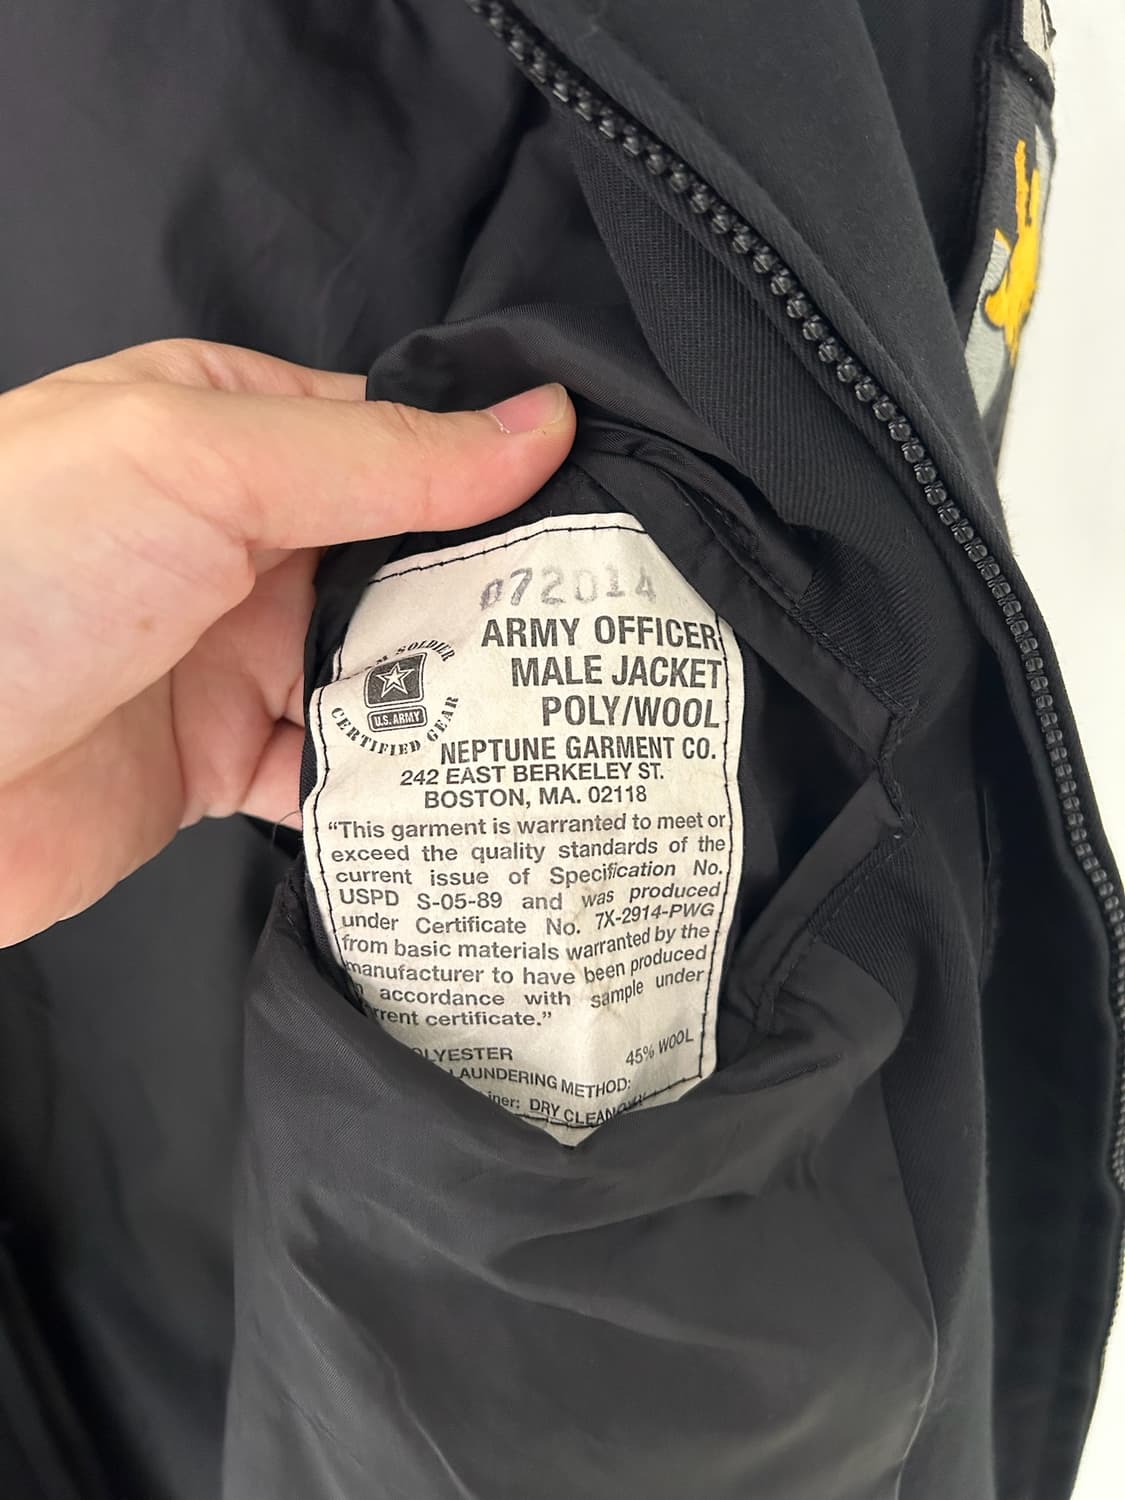 072014
ARMY OFFICER
MALE JACKET
POLY/WOOL
SOLDIER
U.S. ARMY
CERTIFIED GEAR
NEPTUNE GARMENT CO.
242 EAST BERKELEY ST.
BOSTON, MA. 02118
"This garment is warranted to meet or
exceed the quality standards of the
current issue of Specification No.
USPD S-05-89 and was produced
under Certificate No. 7X-2914-PWG
from basic materials warranted by the
manufacturer to have been produced
accordance with sample under
certificate."
45% WOOL
LAUNDERING METHOD:
DRY CLEAN